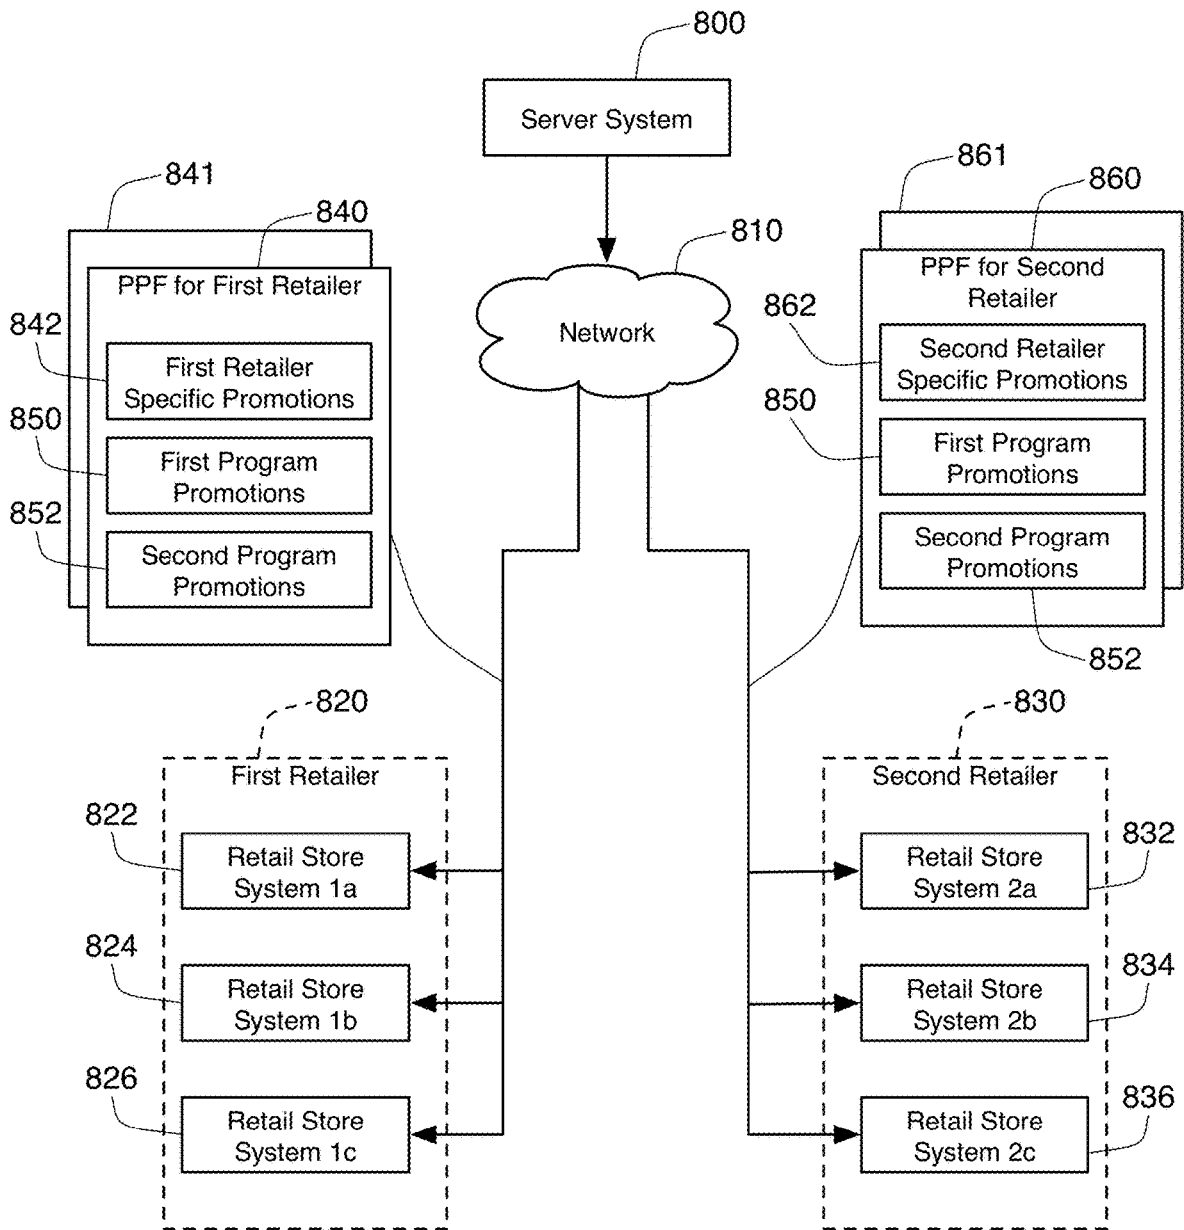 800
Server System
841
840
PPF for First Retailer
842
First Retailer
Specific Promotions
850
First Program
Promotions
852
Second Program
Promotions
810
Network
861
860
PPF for Second
Retailer
862
Second Retailer
Specific Promotions
850
First Program
Promotions
Second Program
Promotions
852
820
First Retailer
822
Retail Store
System 1a
824
Retail Store
System 1b
826
Retail Store
System 1c
830
Second Retailer
832
Retail Store
System 2a
834
Retail Store
System 2b
836
Retail Store
System 2c